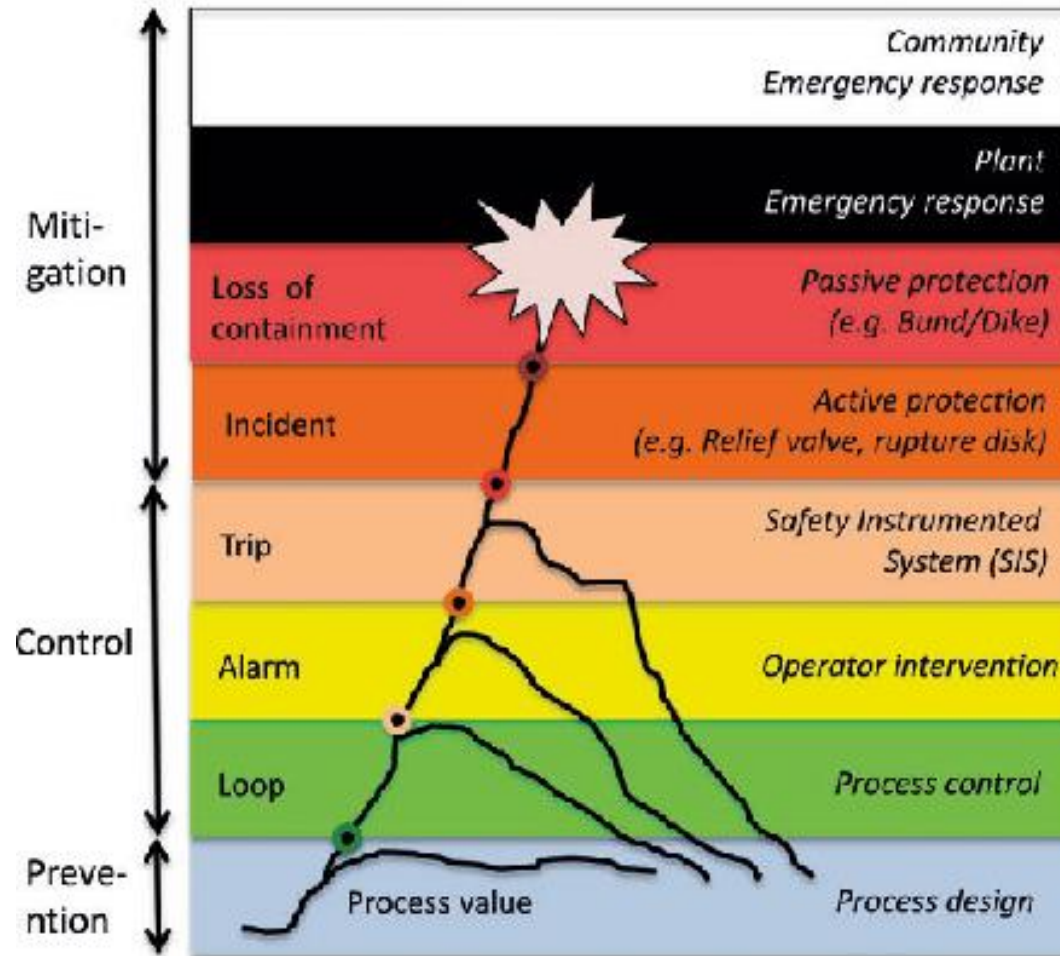 Community
Emergency response
Plant
Emergency response
Miti-
gation
Loss of
containment
Passive protection
(e.g. Bund/Dike)
Incident
Active protection
(e.g. Relief valve, rupture disk)
Trip
Safety Instrumented
System (SIS)
Control
Alarm
Operator intervention
Loop
Process control
Preve-
ntion
Process value
Process design